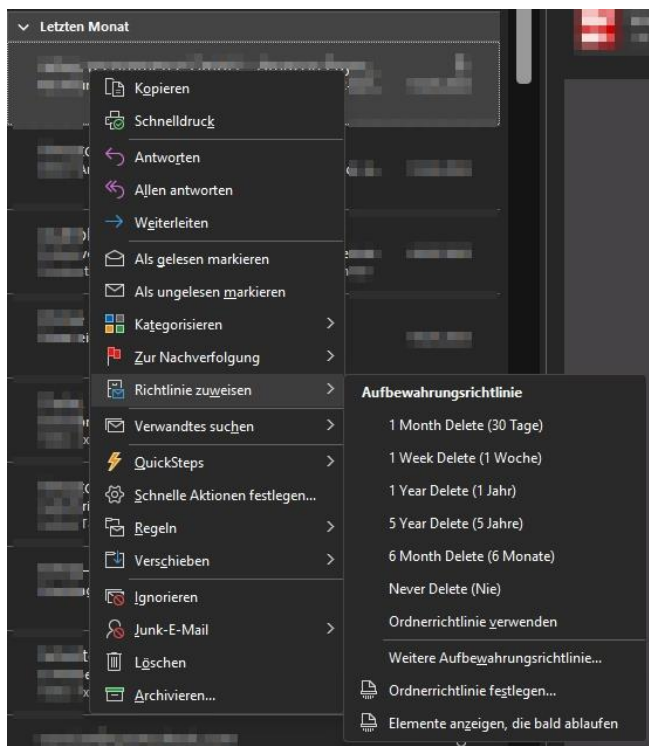 Letzten Monat
Kopieren
Schnelldruck
Antworten
Allen antworten
Weiterleiten
Als gelesen markieren
Als ungelesen markieren
Kategorisieren
Zur Nachverfolgung
Richtlinie zuweisen
Verwandtes suchen
QuickSteps
Schnelle Aktionen festlegen...
Regeln
Verschieben
Ignorieren
Junk-E-Mail
Löschen
Archivieren...
Aufbewahrungsrichtlinie
1 Month Delete (30 Tage)
1 Week Delete (1 Woche)
1 Year Delete (1 Jahr)
5 Year Delete (5 Jahre)
6 Month Delete (6 Monate)
Never Delete (Nie)
Ordnerrichtlinie verwenden
Weitere Aufbewahrungsrichtlinie...
Ordnerrichtlinie festlegen...
Elemente anzeigen, die bald ablaufen